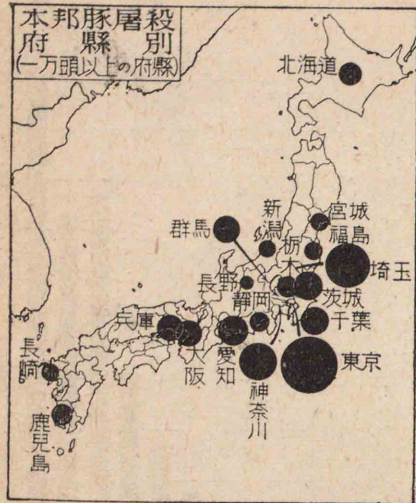 本邦豚屠殺
府縣別
(一万頭以上の府縣)
北海道
宮城
福島
新潟
群馬
栃木
埼玉
長野
靜岡
茨城
千葉
兵庫
大阪
愛知
神奈川
東京
長崎
鹿兒島